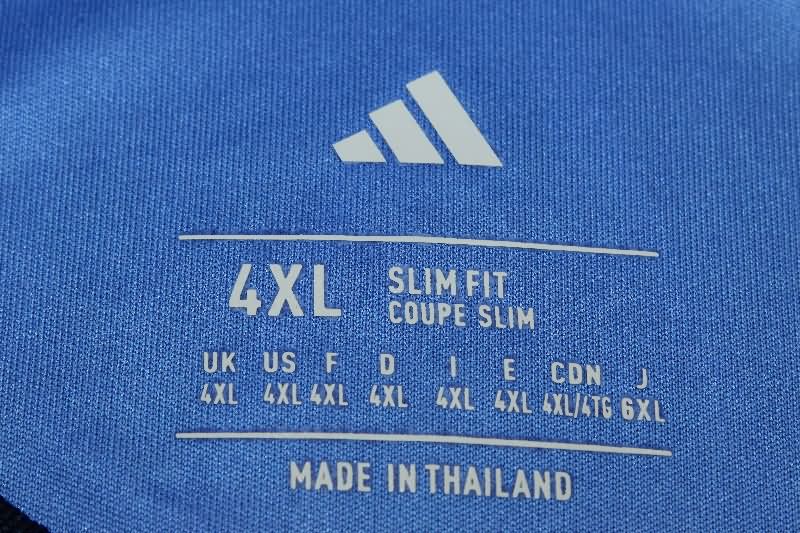 4XL SLIM FIT
COUPE SLIM
UK US F D I E CDN J
4XL 4XL 4XL 4XL 4XL 4XL 4XL/4TG 6XL
MADE IN THAILAND